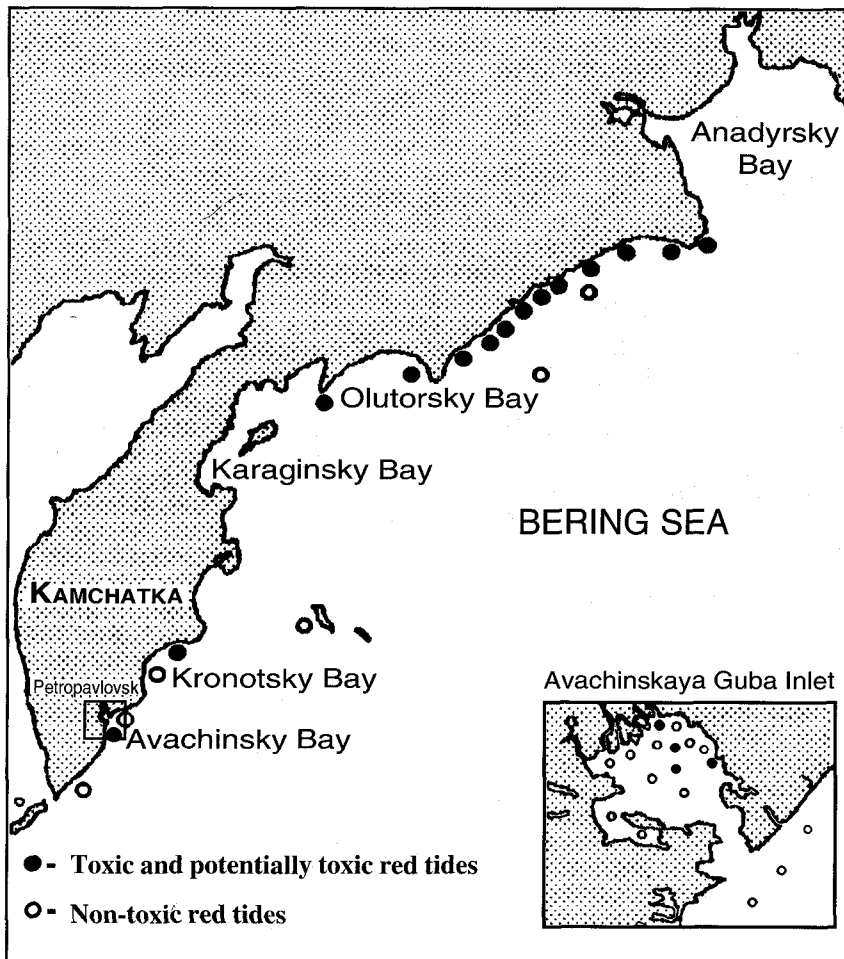 Anadyrsky
Bay
Olutorsky Bay
Karaginsky Bay
BERING SEA
KAMCHATKA
Petropavlovsk
Kronotsky Bay
Avachinsky Bay
Avachinskaya Guba Inlet
- Toxic and potentially toxic red tides
- Non-toxic red tides